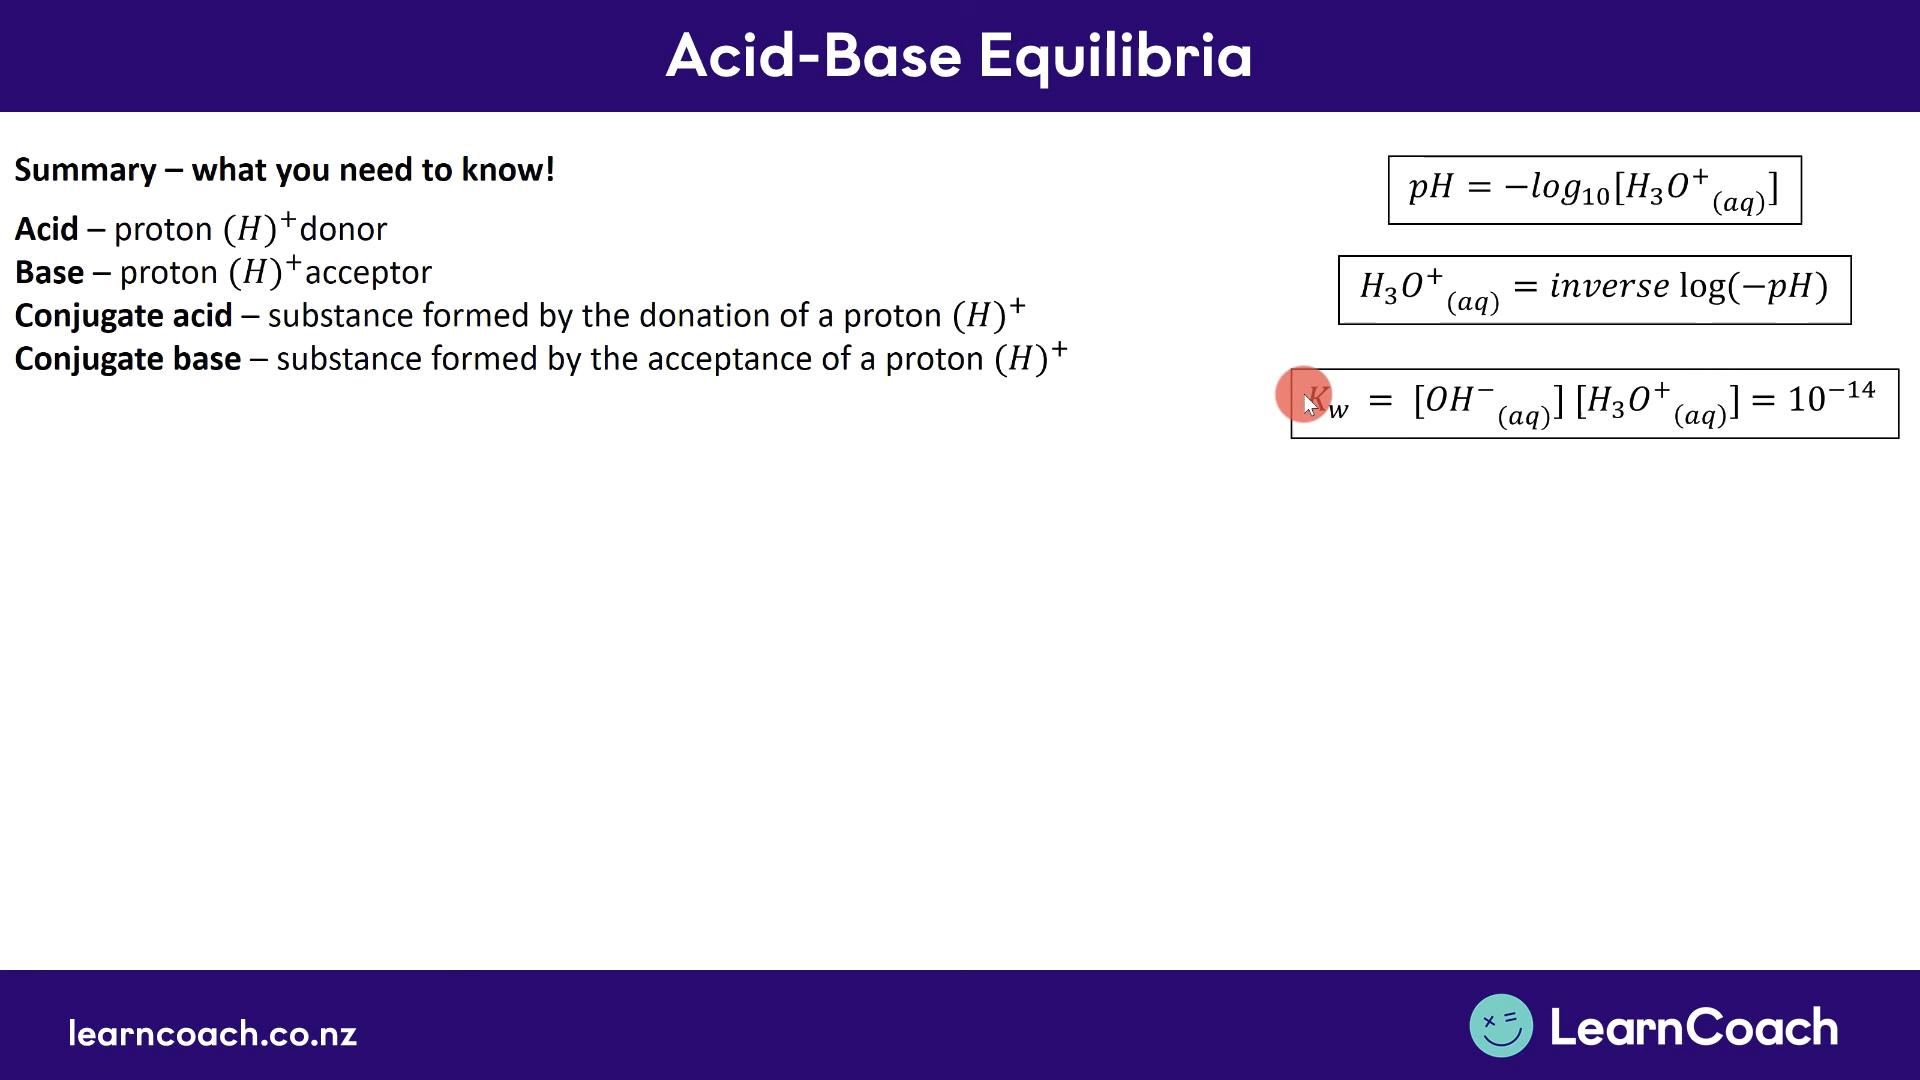 Acid-Base Equilibria
Summary – what you need to know!
Acid – proton (H)⁺donor
Base – proton (H)⁺acceptor
Conjugate acid – substance formed by the donation of a proton (H)⁺
Conjugate base – substance formed by the acceptance of a proton (H)⁺
pH = −log₁₀[H₃O⁺₍aq₎]
H₃O⁺₍aq₎ = inverse log(−pH)
K_w = [OH⁻₍aq₎] [H₃O⁺₍aq₎] = 10⁻¹⁴
learncoach.co.nz
LearnCoach